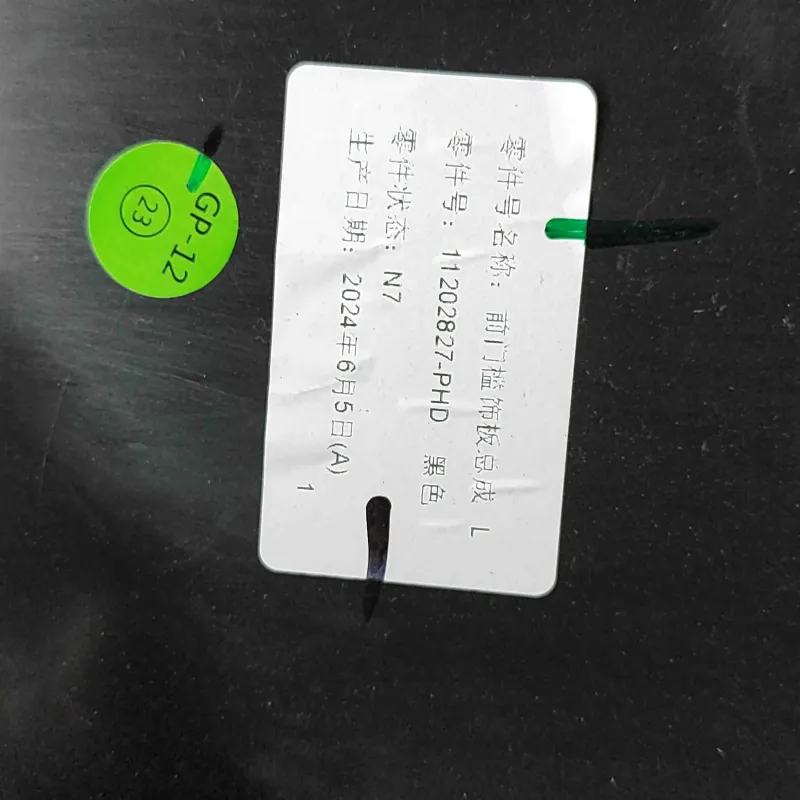 零件号名称：前门槛饰板总成 L
零件号：11202827-PHD 黑色
零件状态：N7
生产日期：2024年6月5日(A)
1
GP-12
23